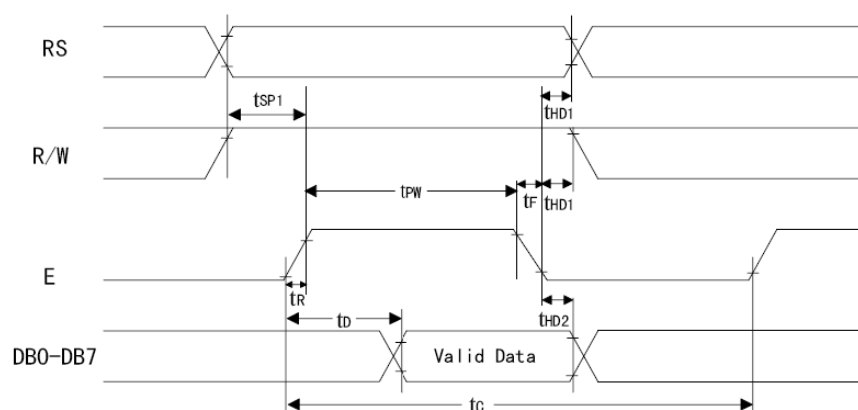 RS
tSP1
tHD1
R/W
tPW
tF
tHD1
E
tR
tD
tHD2
DB0-DB7
Valid Data
tC